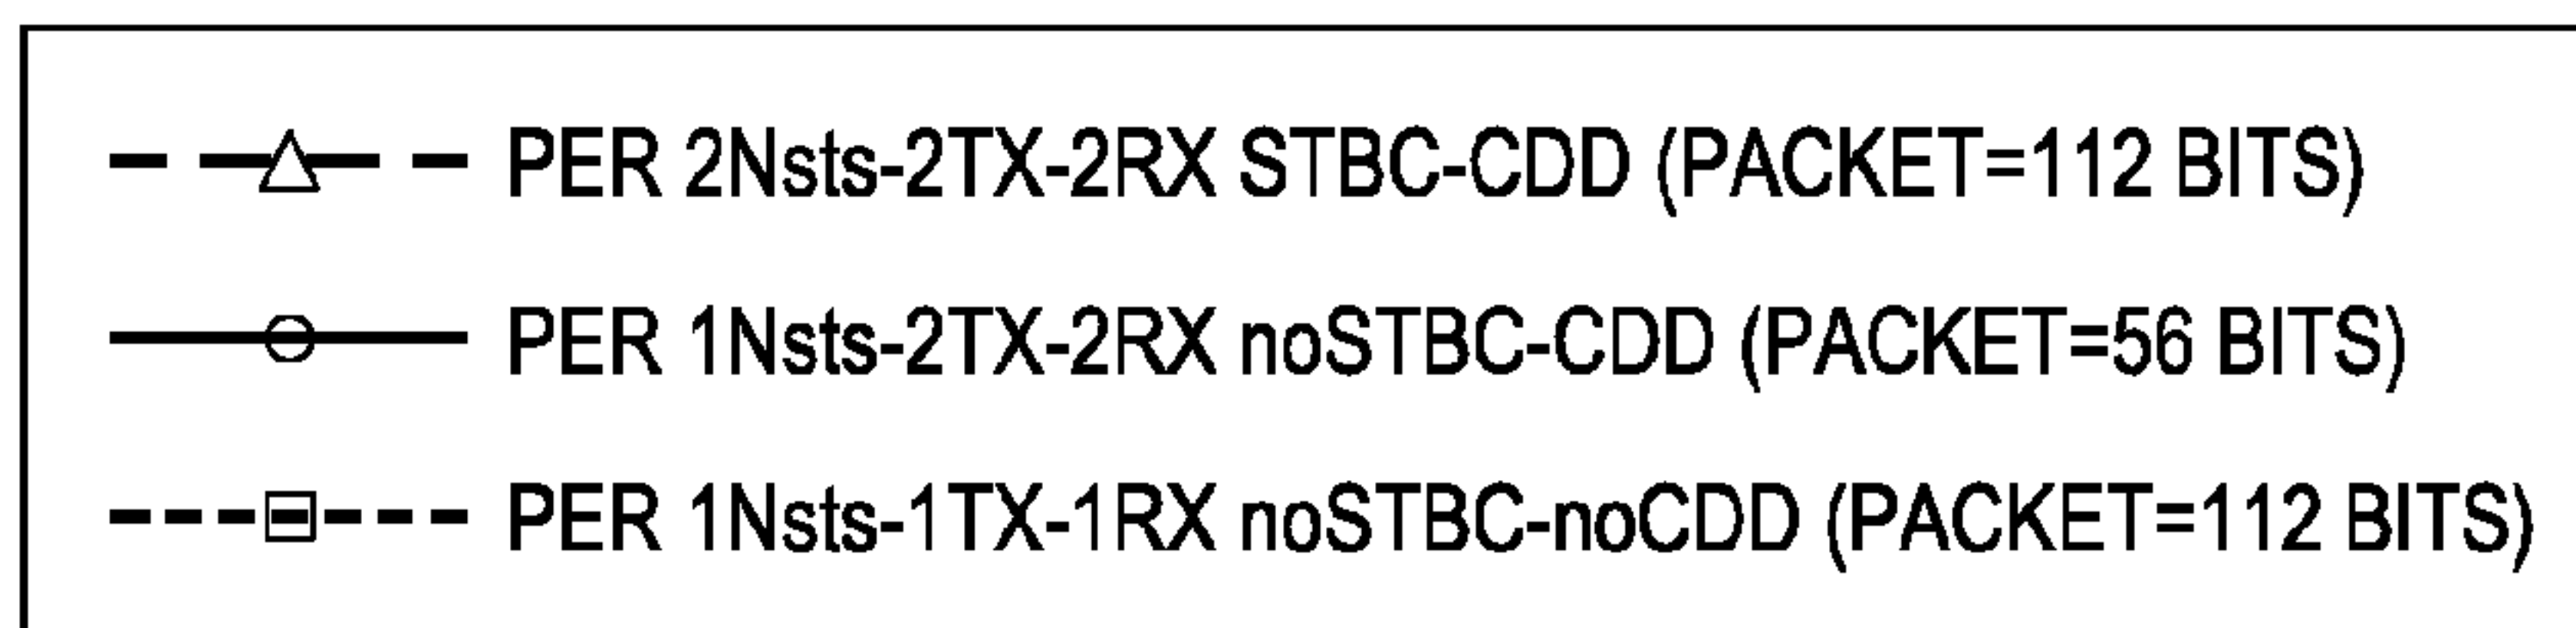 PER 2Nsts-2TX-2RX STBC-CDD (PACKET=112 BITS)
PER 1Nsts-2TX-2RX noSTBC-CDD (PACKET=56 BITS)
PER 1Nsts-1TX-1RX noSTBC-noCDD (PACKET=112 BITS)